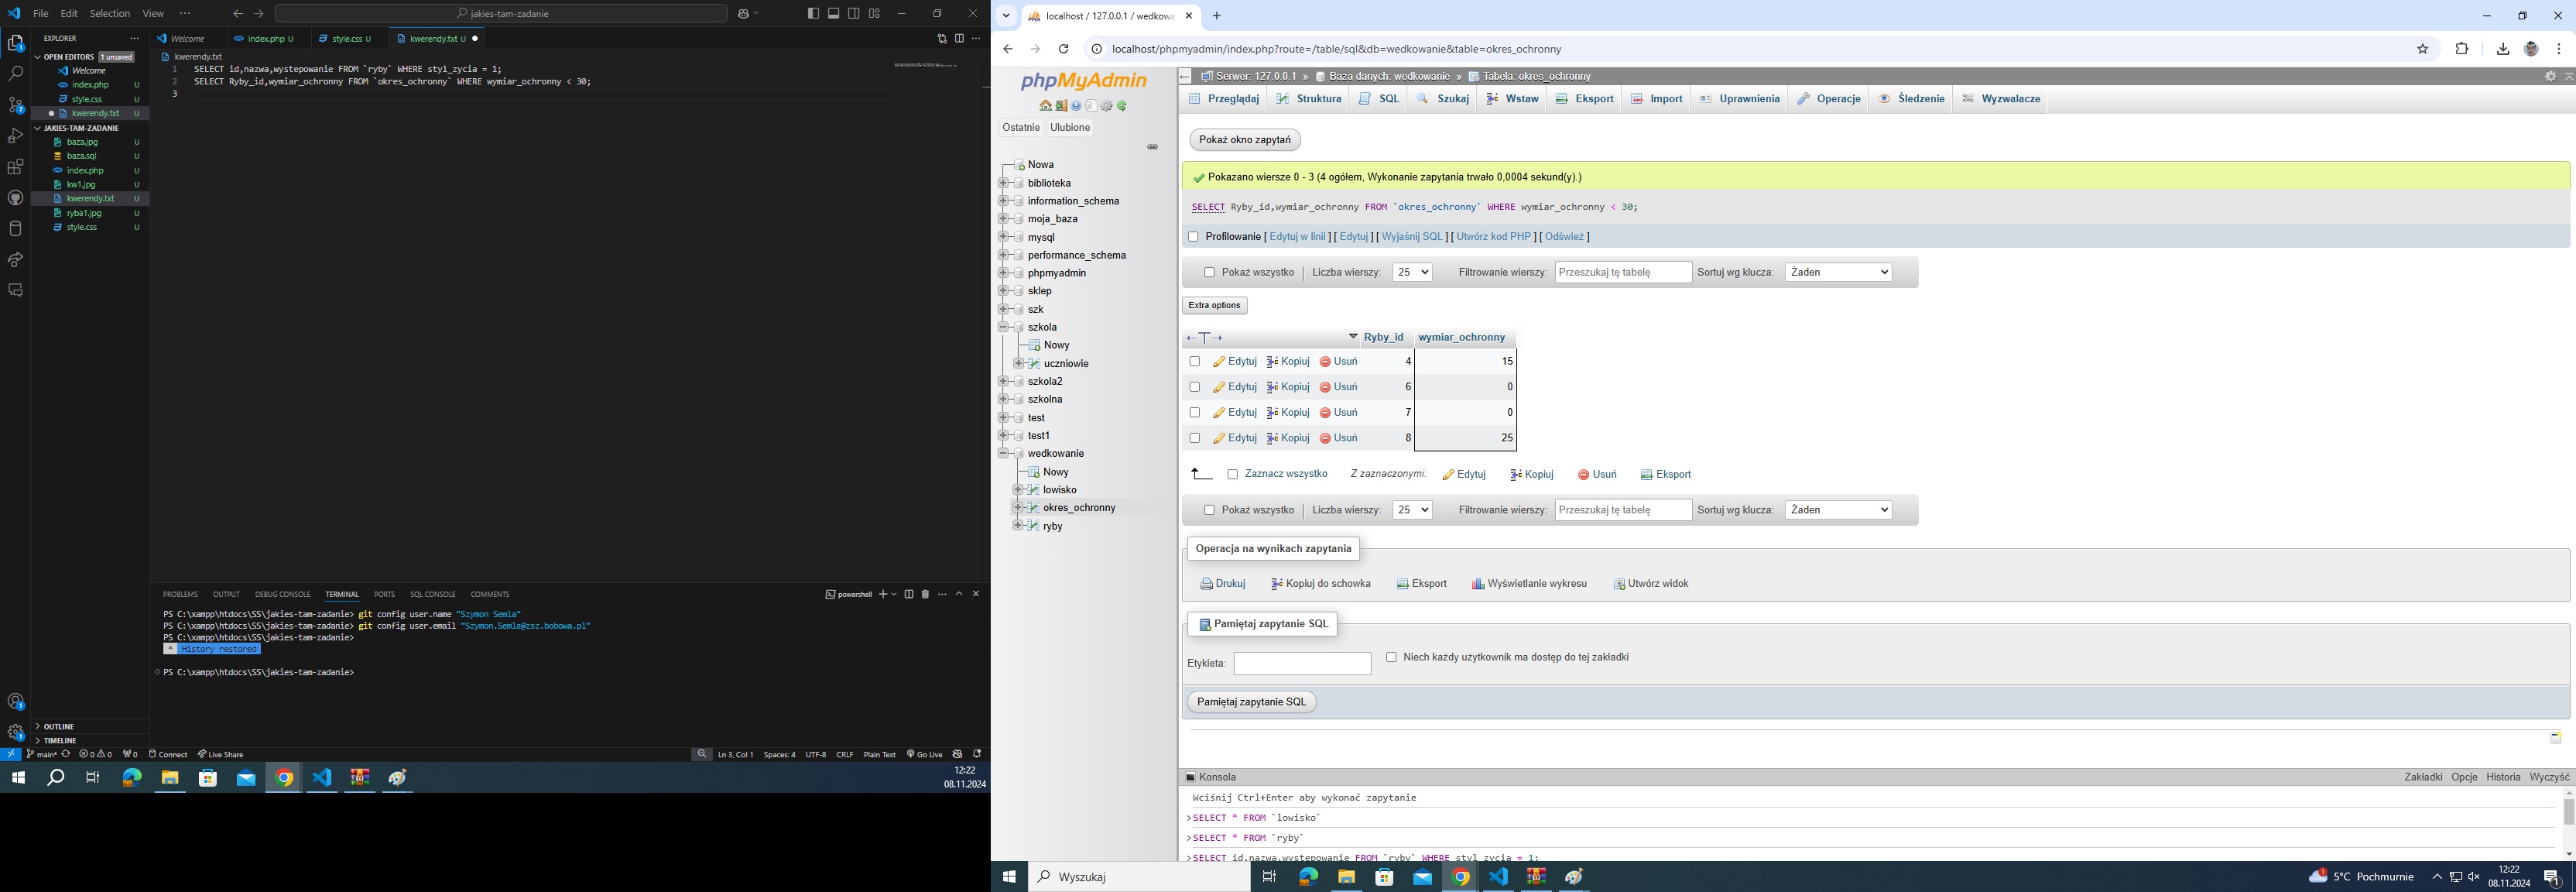 File Edit Selection View ··· jakies-tam-zadanie
EXPLORER
OPEN EDITORS 1 unsaved
Welcome
index.php U
style.css U
kwerendy.txt U
JAKIES-TAM-ZADANIE
baza.jpg U
baza.sql U
index.php U
kw1.jpg U
kwerendy.txt U
ryba1.jpg U
style.css U
OUTLINE
TIMELINE
Welcome index.php U style.css U kwerendy.txt U
kwerendy.txt
1 SELECT id,nazwa,wystepowanie FROM `ryby` WHERE styl_zycia = 1;
2 SELECT Ryby_id,wymiar_ochronny FROM `okres_ochronny` WHERE wymiar_ochronny < 30;
3
PROBLEMS OUTPUT DEBUG CONSOLE TERMINAL PORTS SQL CONSOLE COMMENTS powershell
PS C:\xampp\htdocs\SS\jakies-tam-zadanie> git config user.name "Szymon Semla"
PS C:\xampp\htdocs\SS\jakies-tam-zadanie> git config user.email "Szymon.Semla@zsz.bobowa.pl"
PS C:\xampp\htdocs\SS\jakies-tam-zadanie>
* History restored
PS C:\xampp\htdocs\SS\jakies-tam-zadanie>
main* 0 0 0 Connect Live Share Ln 3, Col 1 Spaces: 4 UTF-8 CRLF Plain Text Go Live
12:22
08.11.2024
localhost / 127.0.0.1 / wedkowa
localhost/phpmyadmin/index.php?route=/table/sql&db=wedkowanie&table=okres_ochronny
phpMyAdmin
Ostatnie Ulubione
Nowa
biblioteka
information_schema
moja_baza
mysql
performance_schema
phpmyadmin
sklep
szk
szkola
Nowy
uczniowie
szkola2
szkolna
test
test1
wedkowanie
Nowy
lowisko
okres_ochronny
ryby
Serwer: 127.0.0.1 » Baza danych: wedkowanie » Tabela: okres_ochronny
Przeglądaj Struktura SQL Szukaj Wstaw Eksport Import Uprawnienia Operacje Śledzenie Wyzwalacze
Pokaż okno zapytań
Pokazano wiersze 0 - 3 (4 ogółem, Wykonanie zapytania trwało 0,0004 sekund(y).)
SELECT Ryby_id,wymiar_ochronny FROM `okres_ochronny` WHERE wymiar_ochronny < 30;
Profilowanie [ Edytuj w linii ] [ Edytuj ] [ Wyjaśnij SQL ] [ Utwórz kod PHP ] [ Odśwież ]
Pokaż wszystko Liczba wierszy: 25 Filtrowanie wierszy: Przeszukaj tę tabelę Sortuj wg klucza: Żaden
Extra options
←T→ Ryby_id wymiar_ochronny
Edytuj Kopiuj Usuń 4 15
Edytuj Kopiuj Usuń 6 0
Edytuj Kopiuj Usuń 7 0
Edytuj Kopiuj Usuń 8 25
Zaznacz wszystko Z zaznaczonymi: Edytuj Kopiuj Usuń Eksport
Pokaż wszystko Liczba wierszy: 25 Filtrowanie wierszy: Przeszukaj tę tabelę Sortuj wg klucza: Żaden
Operacja na wynikach zapytania
Drukuj Kopiuj do schowka Eksport Wyświetlanie wykresu Utwórz widok
Pamiętaj zapytanie SQL
Etykieta: Niech każdy użytkownik ma dostęp do tej zakładki
Pamiętaj zapytanie SQL
Konsola Zakładki Opcje Historia Wyczyść
Wciśnij Ctrl+Enter aby wykonać zapytanie
>SELECT * FROM `lowisko`
>SELECT * FROM `ryby`
>SELECT id,nazwa,wystepowanie FROM `ryby` WHERE styl_zycia = 1;
Wyszukaj 5°C Pochmurnie 12:22
08.11.2024